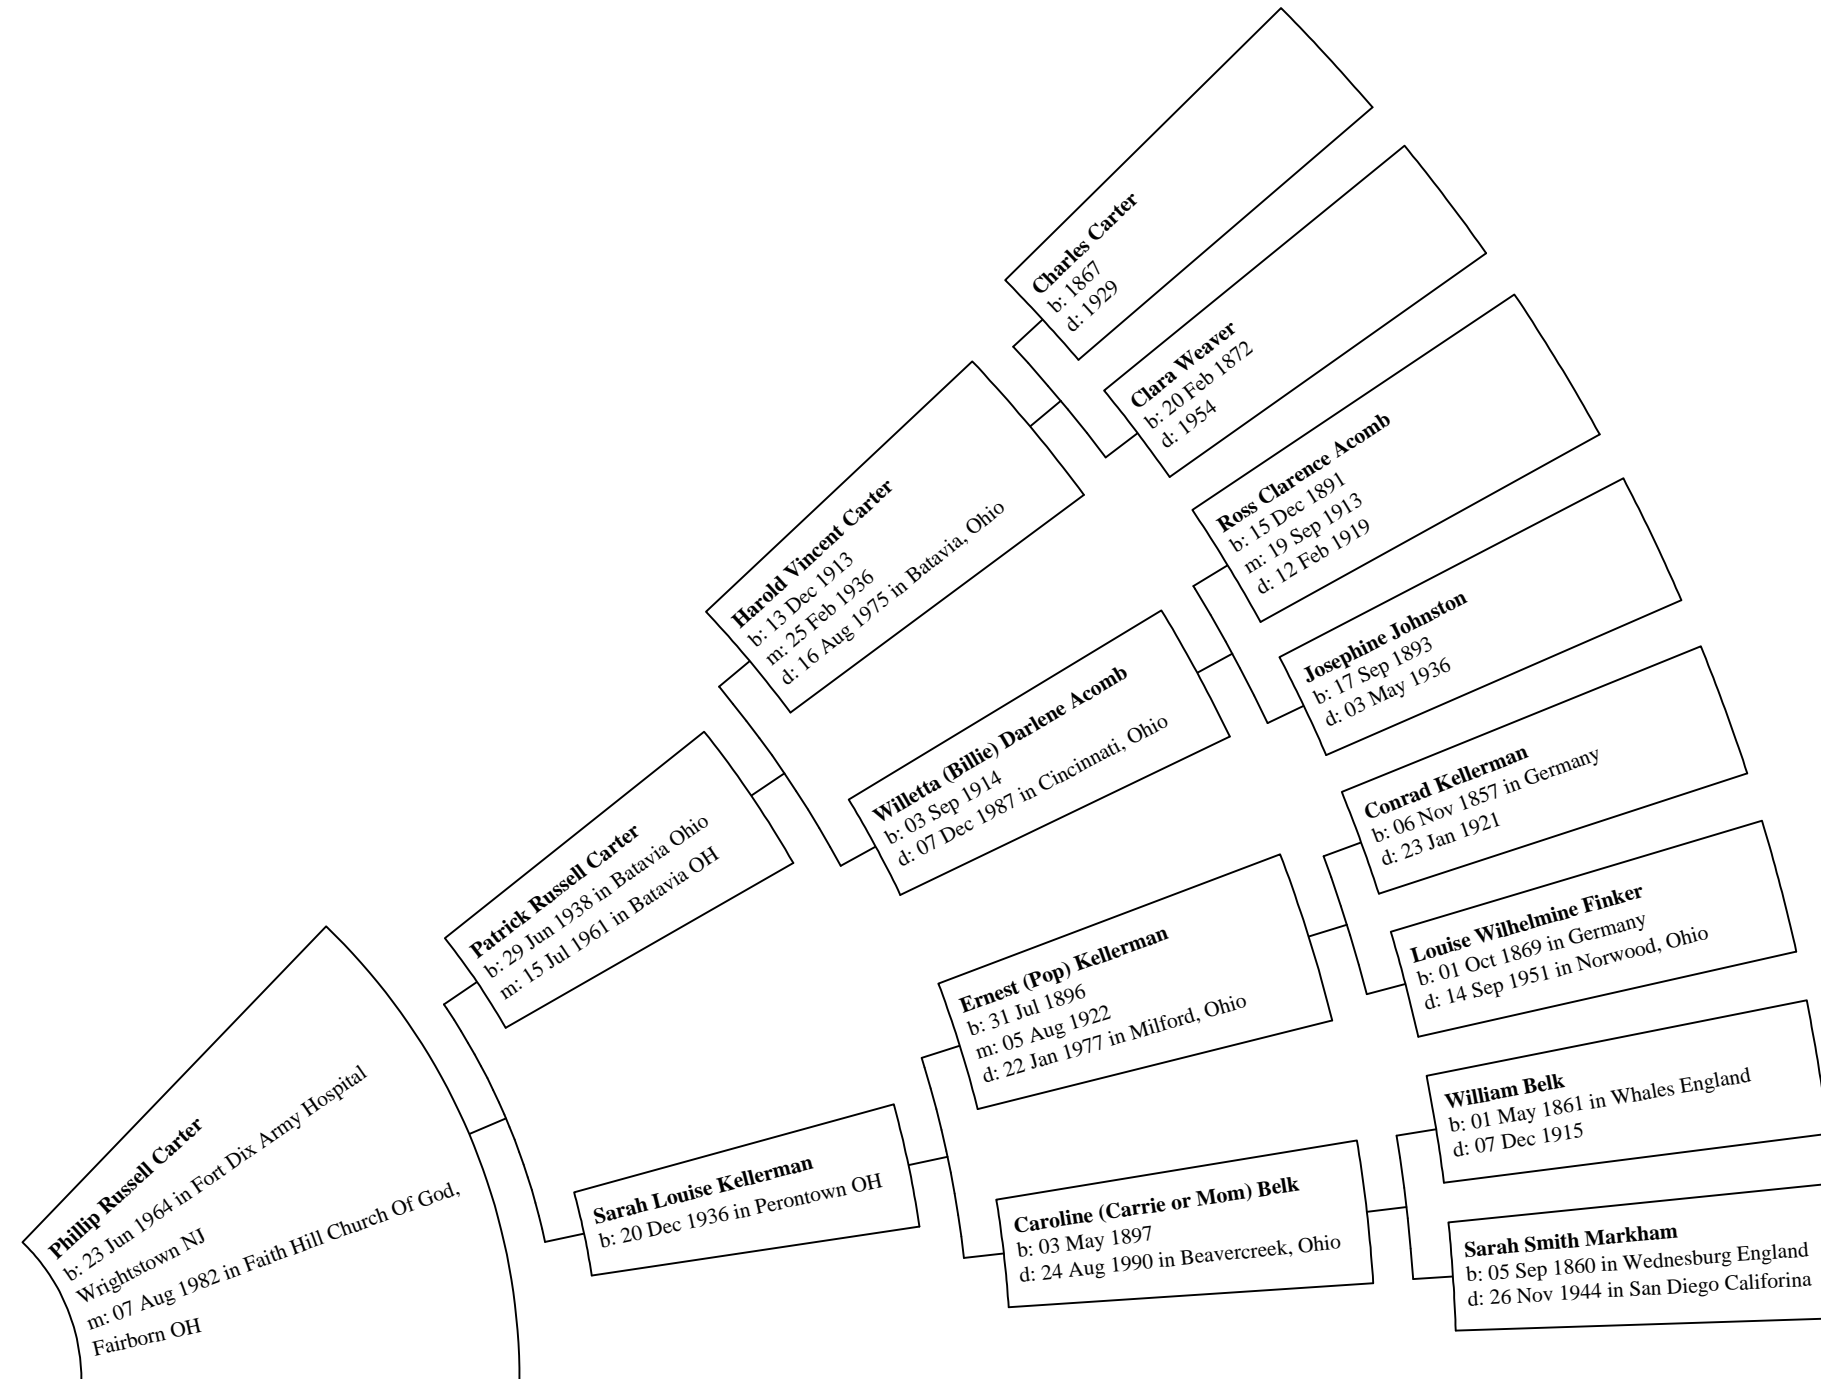 Charles Carter
b: 1867
d: 1929
Clara Weaver
b: 20 Feb 1872
d: 1954
Harold Vincent Carter
b: 13 Dec 1913
m: 25 Feb 1936
d: 16 Aug 1975 in Batavia, Ohio
Ross Clarence Acomb
b: 15 Dec 1891
m: 19 Sep 1913
d: 12 Feb 1919
Josephine Johnston
b: 17 Sep 1893
d: 03 May 1936
Willetta (Billie) Darlene Acomb
b: 03 Sep 1914
d: 07 Dec 1987 in Cincinnati, Ohio
Patrick Russell Carter
b: 29 Jun 1938 in Batavia Ohio
m: 15 Jul 1961 in Batavia OH
Conrad Kellerman
b: 06 Nov 1857 in Germany
d: 23 Jan 1921
Louise Wilhelmine Finker
b: 01 Oct 1869 in Germany
d: 14 Sep 1951 in Norwood, Ohio
Ernest (Pop) Kellerman
b: 31 Jul 1896
m: 05 Aug 1922
d: 22 Jan 1977 in Milford, Ohio
William Belk
b: 01 May 1861 in Whales England
d: 07 Dec 1915
Phillip Russell Carter
b: 23 Jun 1964 in Fort Dix Army Hospital
Wrightstown NJ
m: 07 Aug 1982 in Faith Hill Church Of God,
Fairborn OH
Sarah Louise Kellerman
b: 20 Dec 1936 in Perontown OH
Caroline (Carrie or Mom) Belk
b: 03 May 1897
d: 24 Aug 1990 in Beavercreek, Ohio
Sarah Smith Markham
b: 05 Sep 1860 in Wednesburg England
d: 26 Nov 1944 in San Diego Califorina